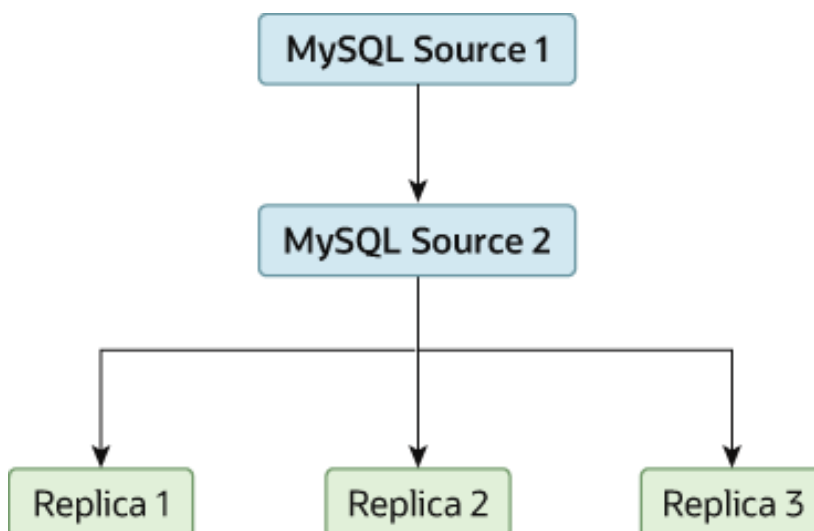 MySQL Source 1
MySQL Source 2
Replica 1
Replica 2
Replica 3